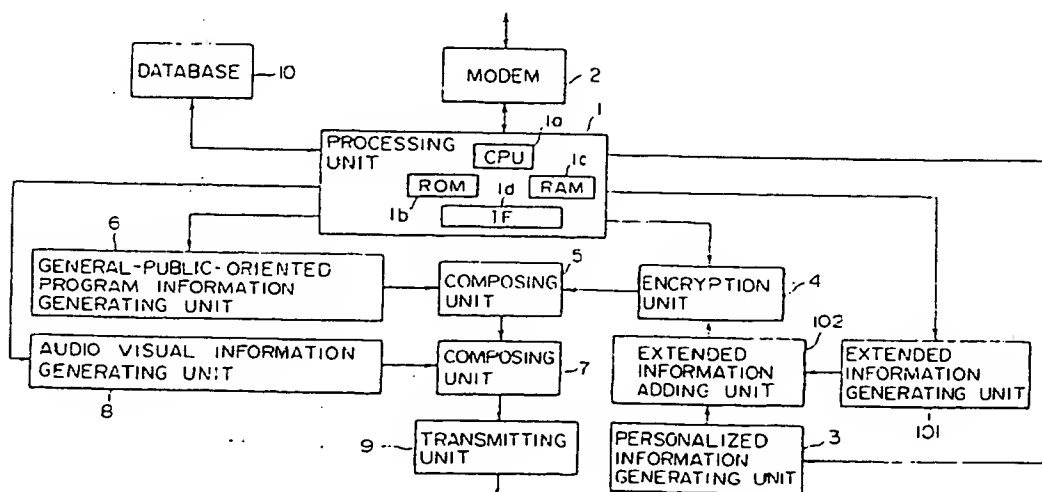 DATABASE
10
MODEM
2
1
PROCESSING
UNIT
1a
CPU
1c
ROM
RAM
1b
1d
IF
6
GENERAL-PUBLIC-ORIENTED
PROGRAM INFORMATION
GENERATING UNIT
5
COMPOSING
UNIT
ENCRYPTION
UNIT
4
102
AUDIO VISUAL INFORMATION
GENERATING UNIT
8
COMPOSING
UNIT
7
EXTENDED
INFORMATION
ADDING UNIT
EXTENDED
INFORMATION
GENERATING UNIT
101
9
TRANSMITTING
UNIT
3
PERSONALIZED
INFORMATION
GENERATING UNIT